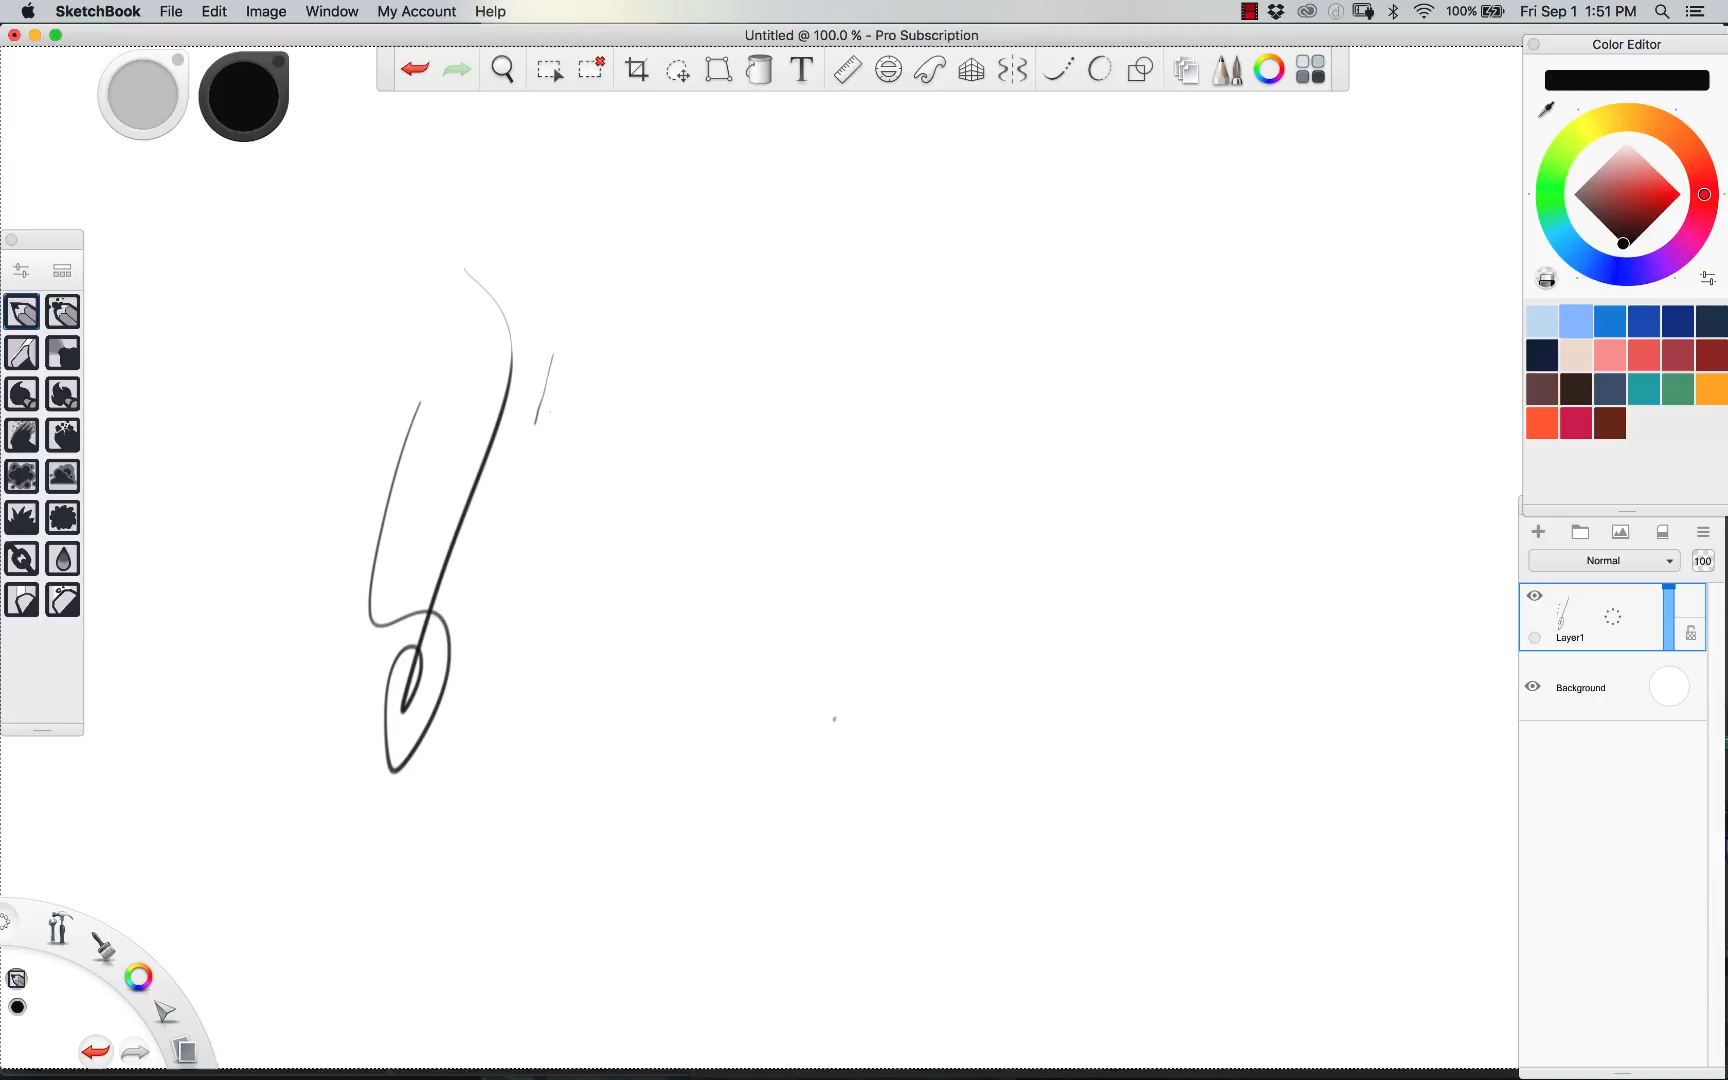 SketchBook File Edit Image Window My Account Help 100% Fri Sep 1 1:51 PM
Untitled @ 100.0 % - Pro Subscription
Color Editor
T
Normal 100
Layer1
Background